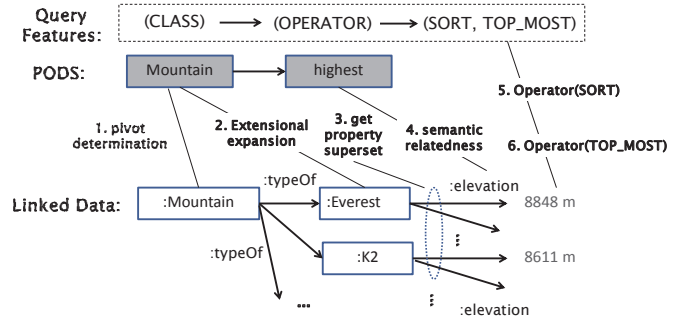 Query Features: (CLASS) (OPERATOR) (SORT, TOP_MOST)
PODS: Mountain highest
5. Operator(SORT)
1. pivot determination
2. Extensional expansion
3. get property superset
4. semantic relatedness
6. Operator(TOP_MOST)
:typeOf :elevation
Linked Data: :Mountain :Everest 8848 m
...
:typeOf :K2 8611 m
... ... :elevation